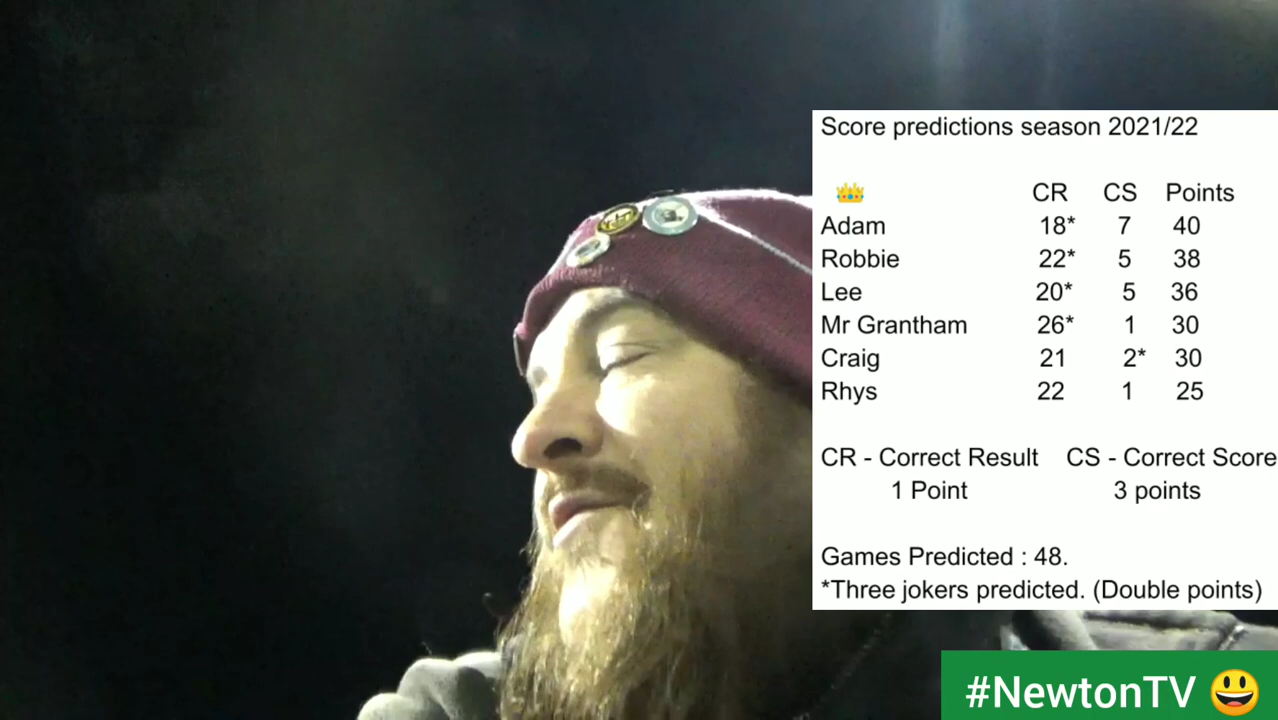 Score predictions season 2021/22
👑 CR CS Points
Adam 18* 7 40
Robbie 22* 5 38
Lee 20* 5 36
Mr Grantham 26* 1 30
Craig 21 2* 30
Rhys 22 1 25
CR - Correct Result CS - Correct Score
1 Point 3 points
Games Predicted : 48.
*Three jokers predicted. (Double points)
#NewtonTV 😃